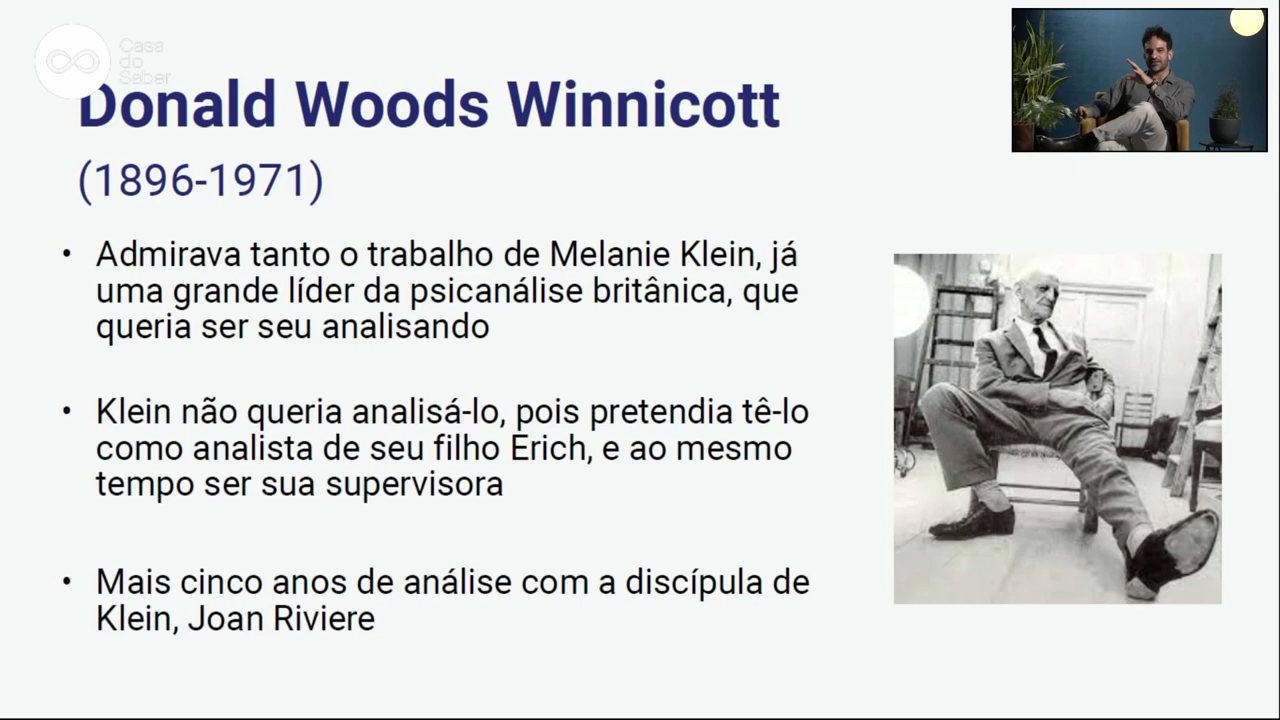 Casa
do
Saber
Donald Woods Winnicott
(1896-1971)
• Admirava tanto o trabalho de Melanie Klein, já
uma grande líder da psicanálise britânica, que
queria ser seu analisando
• Klein não queria analisá-lo, pois pretendia tê-lo
como analista de seu filho Erich, e ao mesmo
tempo ser sua supervisora
• Mais cinco anos de análise com a discípula de
Klein, Joan Riviere